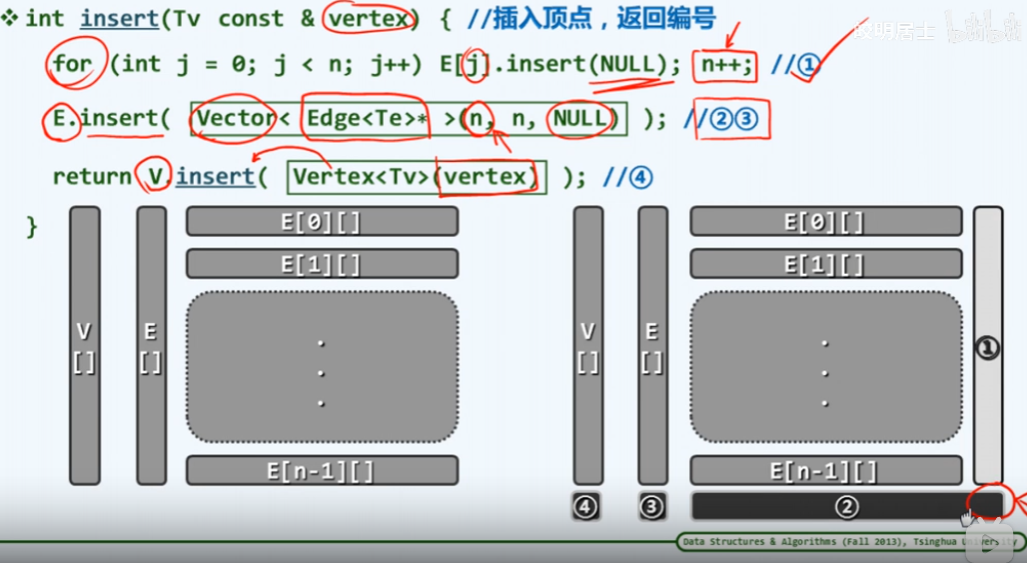 ❖ int insert(Tv const & vertex) { //插入顶点，返回编号
for (int j = 0; j < n; j++) E[j].insert(NULL); n++; //①
E.insert( Vector< Edge<Te>* >(n, n, NULL) ); //②③
return V.insert( Vertex<Tv>(vertex) ); //④
}
V[] E[] E[0][] V[] E[] E[0][]
E[1][] E[1][]
. . . . . . ①
E[n-1][] E[n-1][]
④ ③ ②
Data Structures & Algorithms (Fall 2013), Tsinghua University